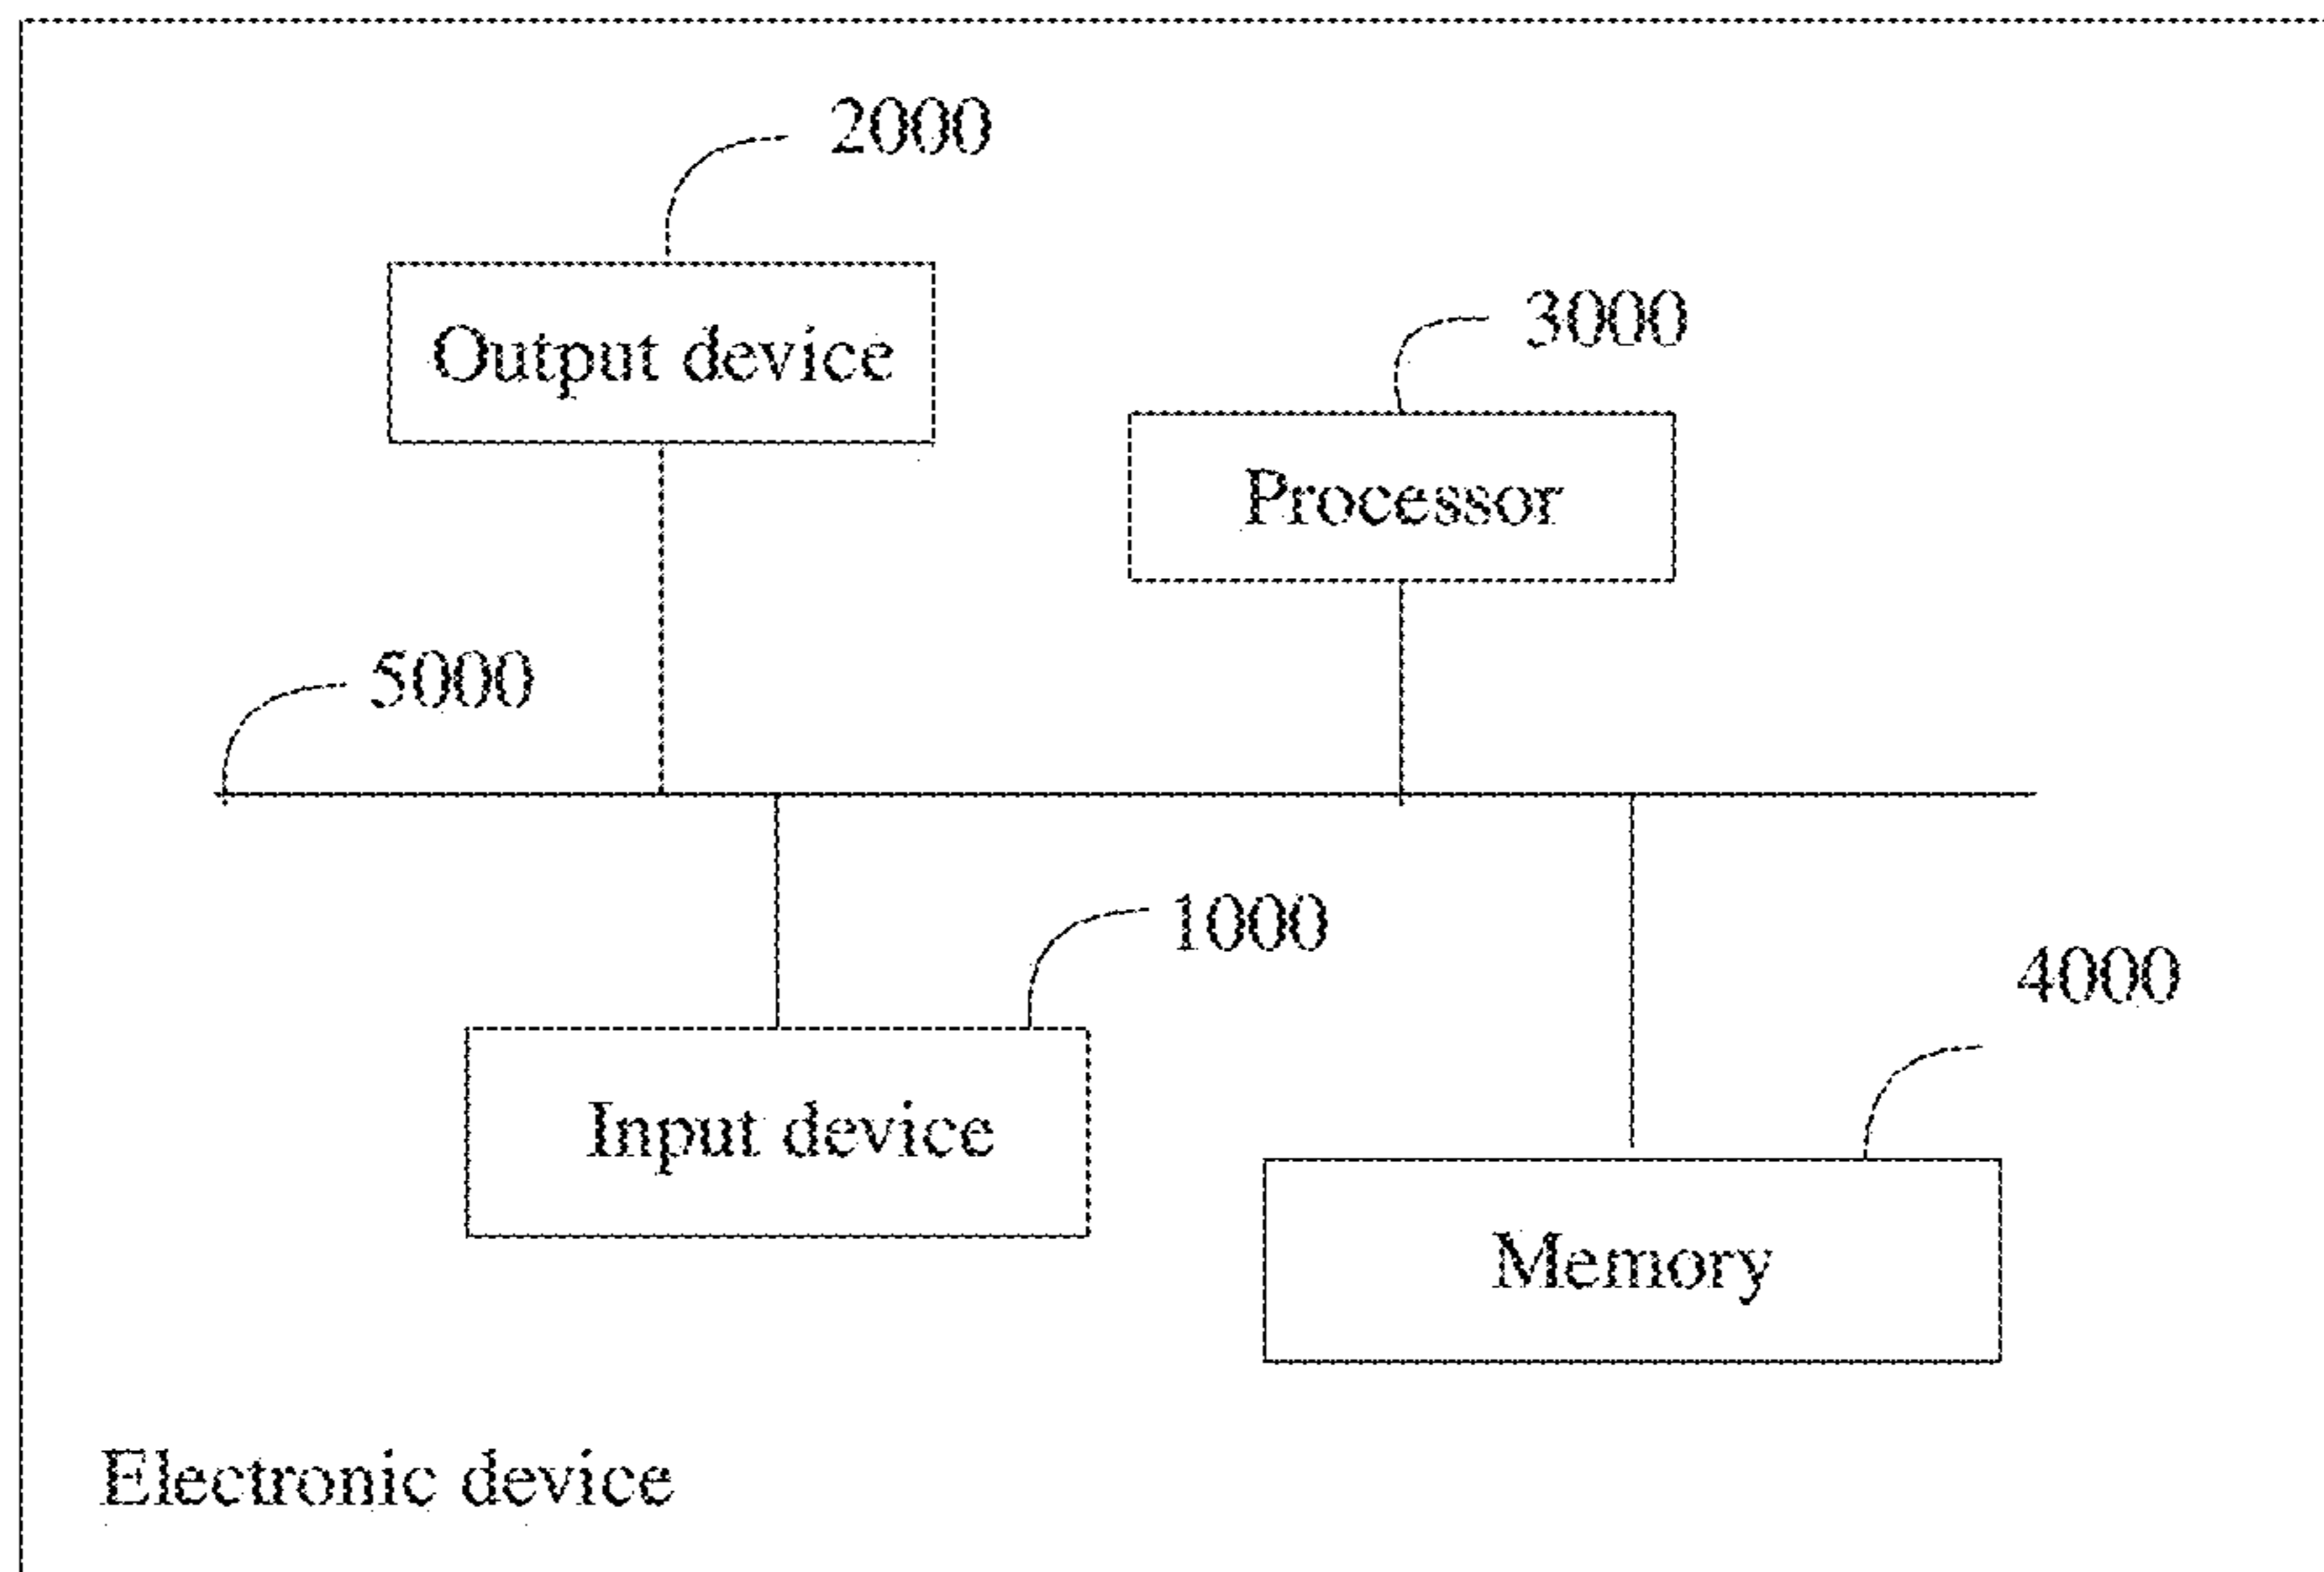 2000
Output device
3000
Processor
5000
1000
Input device
4000
Memory
Electronic device